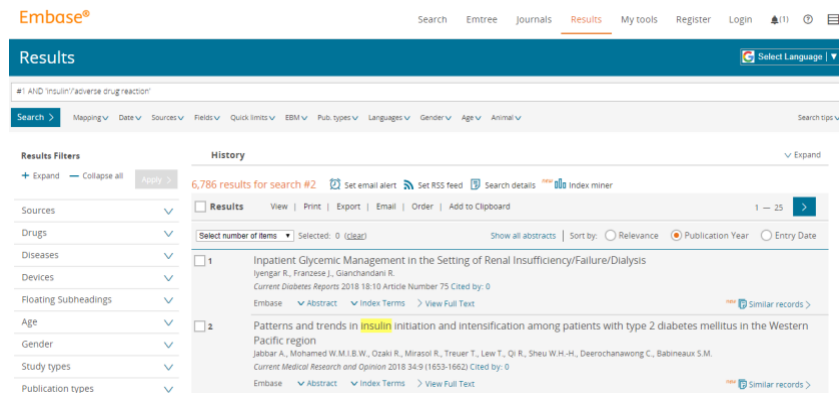 Embase®
Search Emtree Journals Results My tools Register Login (1)
Results
Select Language
#1 AND 'insulin'/'adverse drug reaction'
Search > Mapping Date Sources Fields Quick limits EBM Pub. types Languages Gender Age Animal Search tips
Results Filters
History
Expand
+ Expand — Collapse all Apply >
6,786 results for search #2 Set email alert Set RSS feed Search details new Index miner
Results View | Print | Export | Email | Order | Add to Clipboard 1 — 25 >
Select number of items Selected: 0 (clear) Show all abstracts | Sort by: Relevance Publication Year Entry Date
Sources
Drugs
Diseases
Devices
Floating Subheadings
Age
Gender
Study types
Publication types
1 Inpatient Glycemic Management in the Setting of Renal Insufficiency/Failure/Dialysis
Iyengar R., Franzese J., Gianchandani R.
Current Diabetes Reports 2018 18:10 Article Number 75 Cited by: 0
Embase Abstract Index Terms > View Full Text new Similar records >
2 Patterns and trends in insulin initiation and intensification among patients with type 2 diabetes mellitus in the Western
Pacific region
Jabbar A., Mohamed W.M.I.B.W., Ozaki R., Mirasol R., Treuer T., Lew T., Qi R., Sheu W.H.-H., Deerochanawong C., Babineaux S.M.
Current Medical Research and Opinion 2018 34:9 (1653-1662) Cited by: 0
Embase Abstract Index Terms > View Full Text new Similar records >